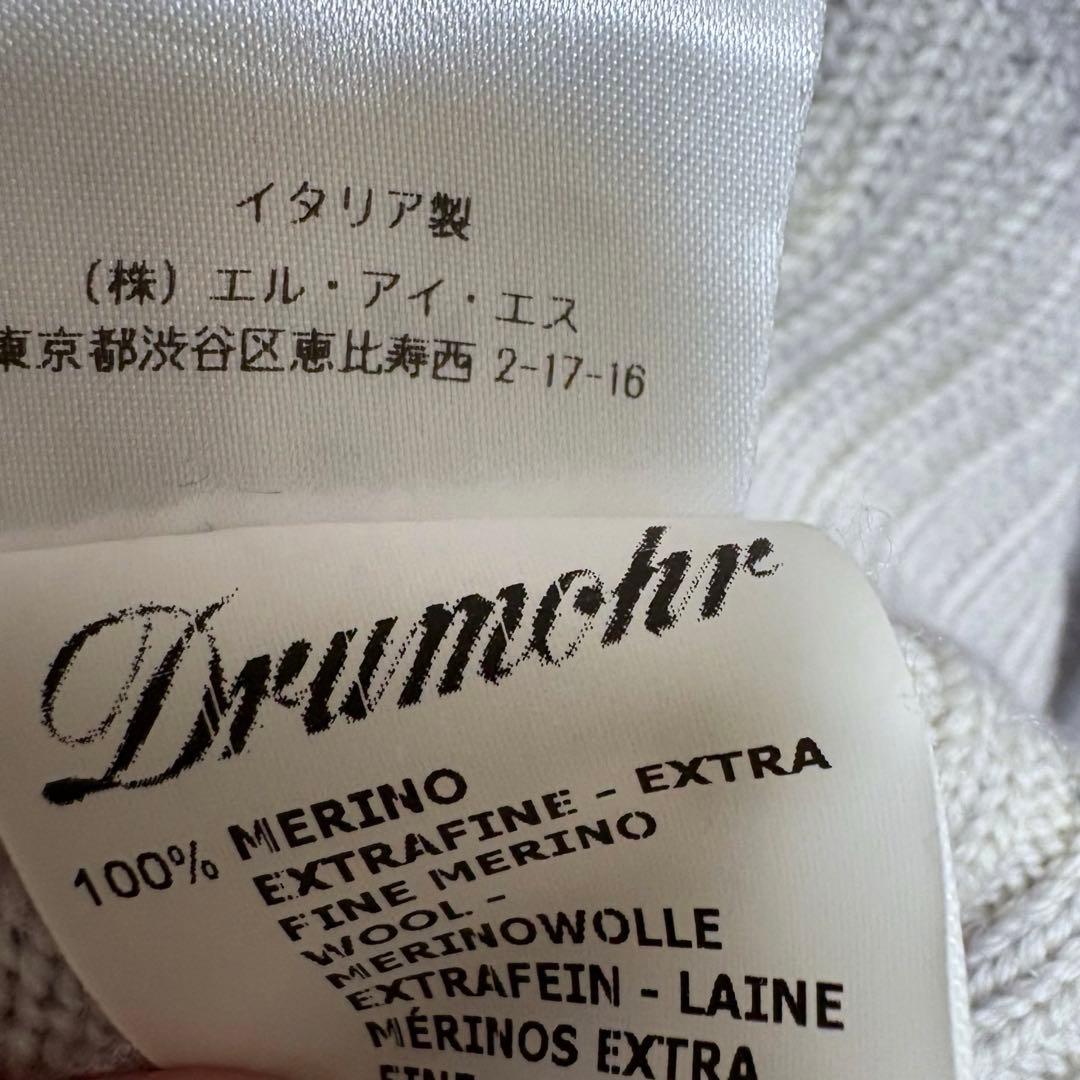 イタリア製
(株)エル・アイ・エス
東京都渋谷区恵比寿西 2-17-16
Drumohr
100% MERINO
EXTRAFINE - EXTRA
FINE MERINO
WOOL -
MERINOWOLLE
EXTRAFEIN - LAINE
MÉRINOS EXTRA
FINE